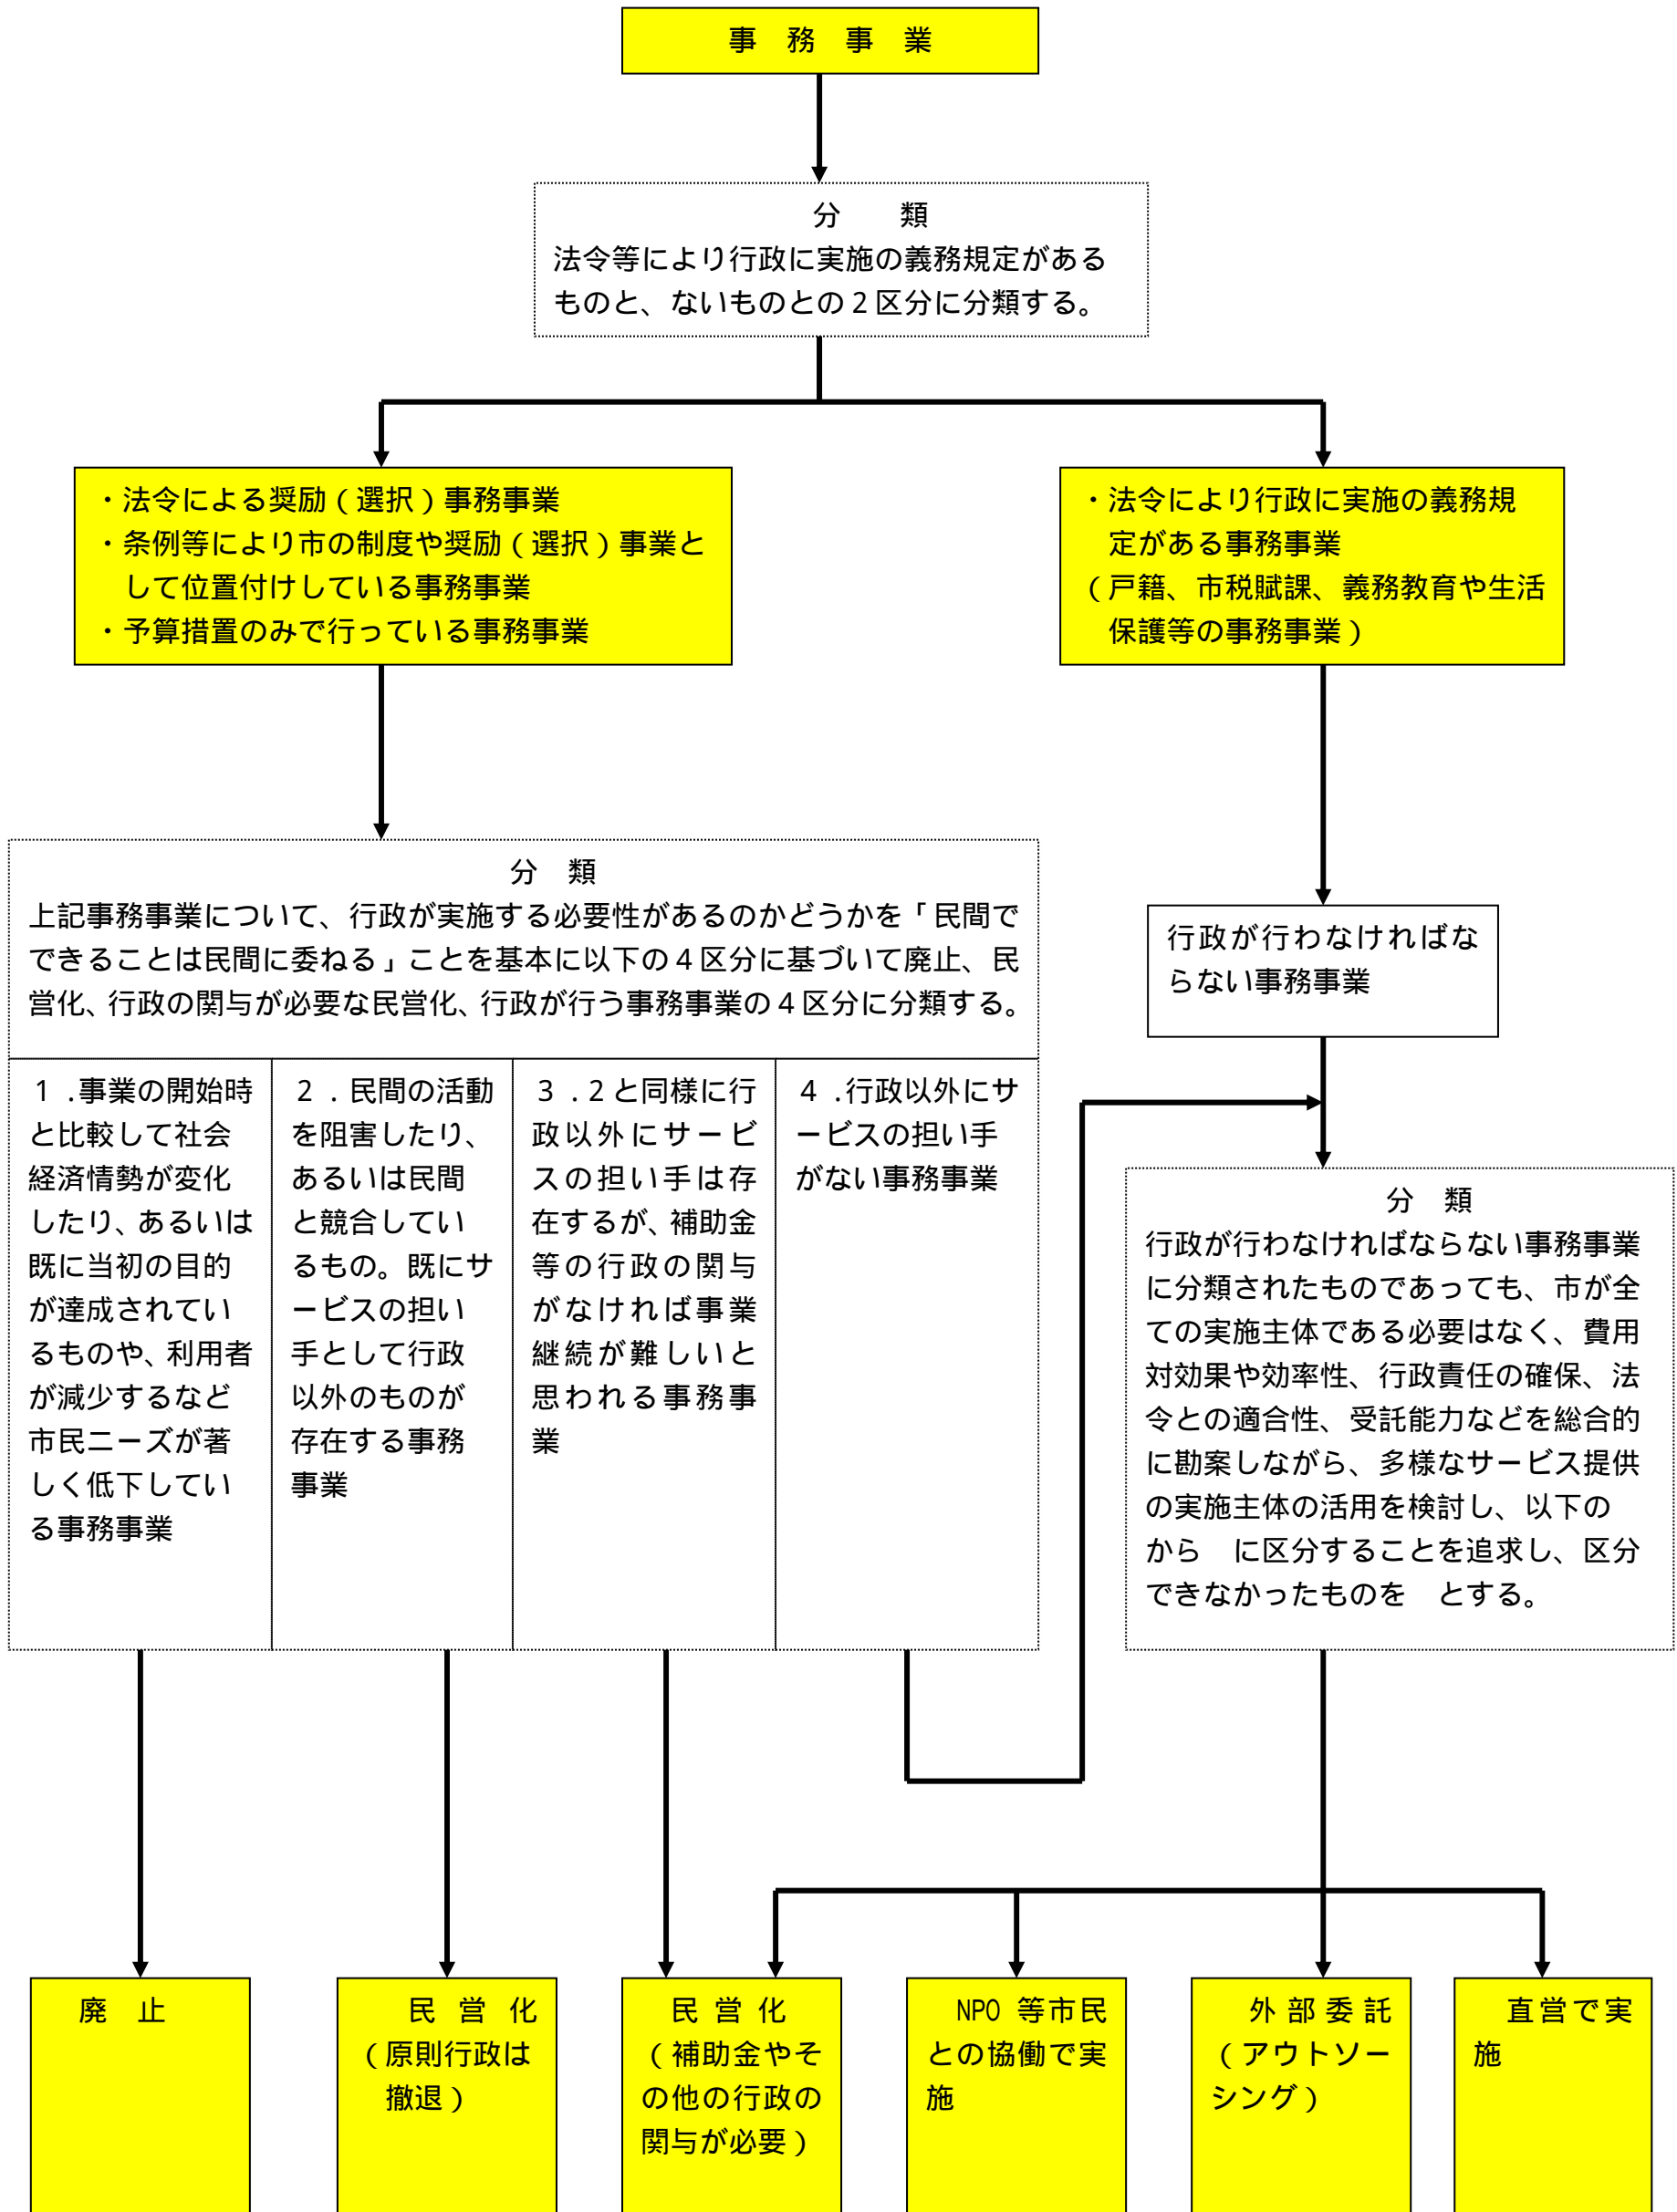 事　務　事　業
分　　類
法令等により行政に実施の義務規定がある
ものと、ないものとの２区分に分類する。
・法令による奨励（選択）事務事業
・条例等により市の制度や奨励（選択）事業と
して位置付けしている事務事業
・予算措置のみで行っている事務事業
・法令により行政に実施の義務規
定がある事務事業
（戸籍、市税賦課、義務教育や生活
保護等の事務事業）
分　類
上記事務事業について、行政が実施する必要性があるのかどうかを「民間で
できることは民間に委ねる」ことを基本に以下の４区分に基づいて廃止、民
営化、行政の関与が必要な民営化、行政が行う事務事業の４区分に分類する。
１．事業の開始時
と比較して社会
経済情勢が変化
したり、あるいは
既に当初の目的
が達成されてい
るものや、利用者
が減少するなど
市民ニーズが著
しく低下してい
る事務事業
２．民間の活動
を阻害したり、
あるいは民間
と競合してい
るもの。既にサ
ービスの担い
手として行政
以外のものが
存在する事務
事業
３．２と同様に行
政以外にサービ
スの担い手は存
在するが、補助金
等の行政の関与
がなければ事業
継続が難しいと
思われる事務事
業
４．行政以外にサ
ービスの担い手
がない事務事業
行政が行わなければな
らない事務事業
分　類
行政が行わなければならない事務事業
に分類されたものであっても、市が全
ての実施主体である必要はなく、費用
対効果や効率性、行政責任の確保、法
令との適合性、受託能力などを総合的
に勘案しながら、多様なサービス提供
の実施主体の活用を検討し、以下の
から　に区分することを追求し、区分
できなかったものを　とする。
廃　止
民　営　化
（原則行政は
撤退）
民　営　化
（補助金やそ
の他の行政の
関与が必要）
NPO 等市民
との協働で実
施
外部委託
（アウトソー
シング）
直営で実
施